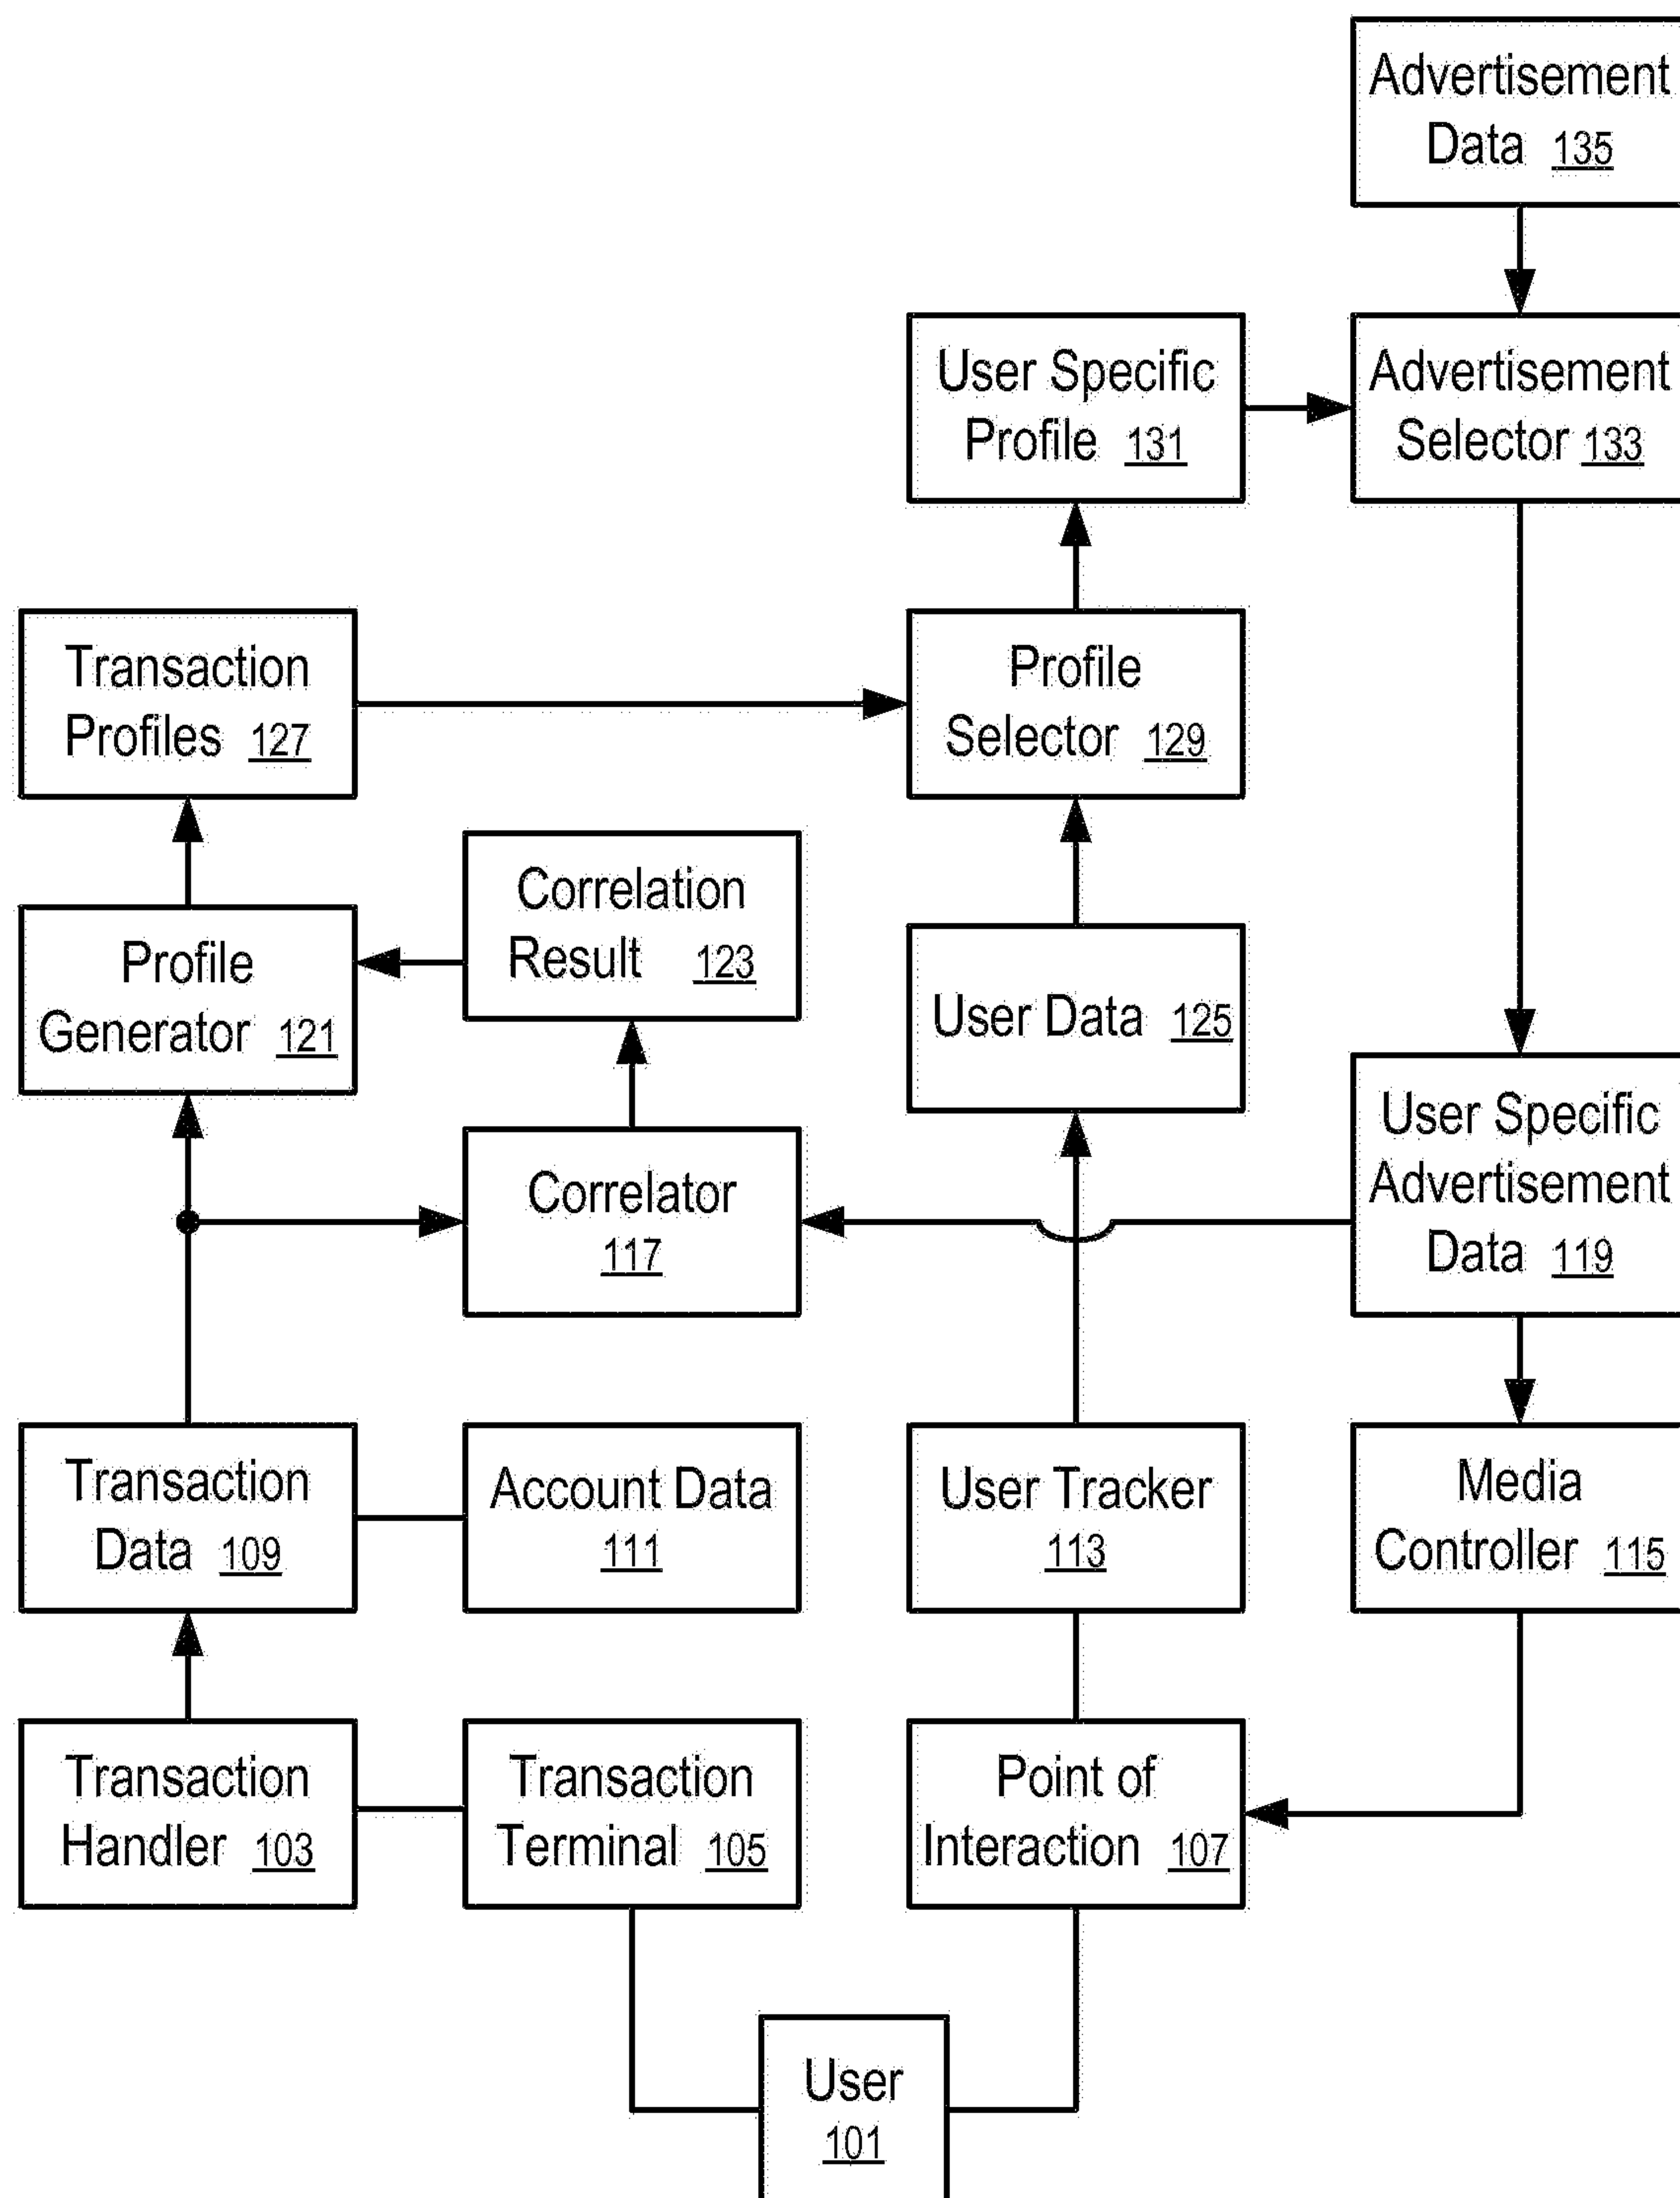 Advertisement
Data 135
User Specific
Profile 131
Advertisement
Selector 133
Transaction
Profiles 127
Profile
Selector 129
Correlation
Result 123
Profile
Generator 121
User Data 125
User Specific
Advertisement
Data 119
Correlator
117
Transaction
Data 109
Account Data
111
User Tracker
113
Media
Controller 115
Transaction
Handler 103
Transaction
Terminal 105
Point of
Interaction 107
User
101